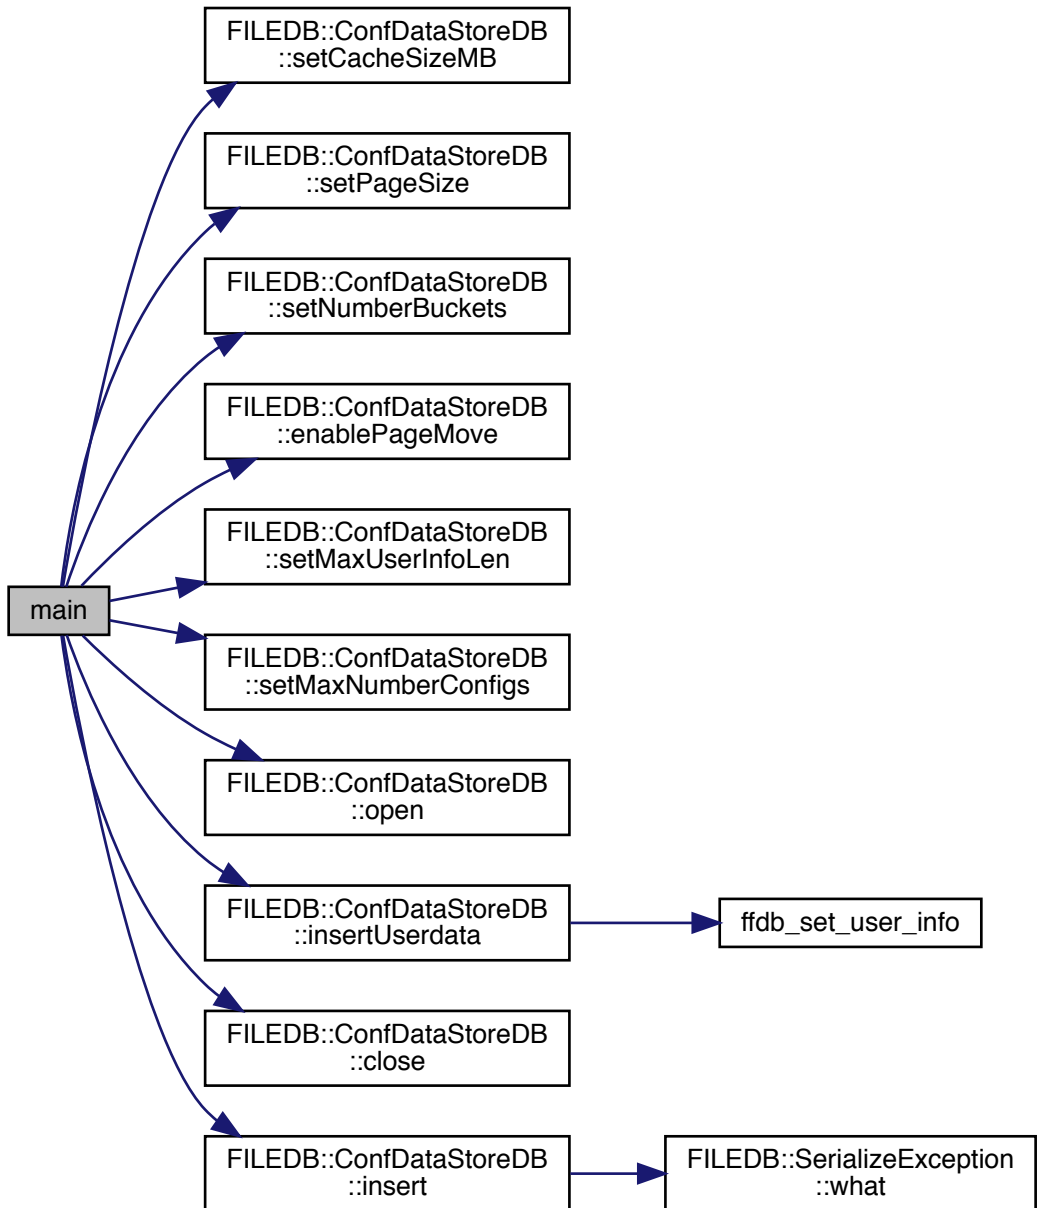 FILEDB::ConfDataStoreDB
::setCacheSizeMB
FILEDB::ConfDataStoreDB
::setPageSize
FILEDB::ConfDataStoreDB
::setNumberBuckets
FILEDB::ConfDataStoreDB
::enablePageMove
FILEDB::ConfDataStoreDB
::setMaxUserInfoLen
main
FILEDB::ConfDataStoreDB
::setMaxNumberConfigs
FILEDB::ConfDataStoreDB
::open
FILEDB::ConfDataStoreDB
::insertUserdata
ffdb_set_user_info
FILEDB::ConfDataStoreDB
::close
FILEDB::ConfDataStoreDB
::insert
FILEDB::SerializeException
::what